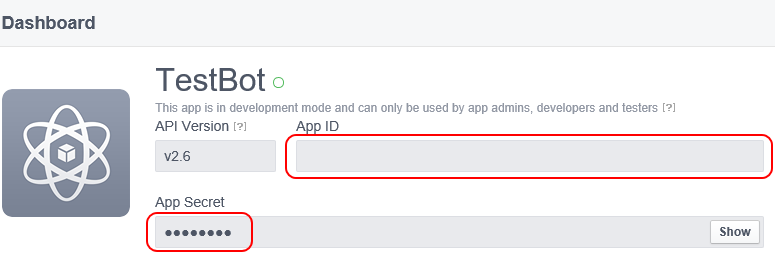 Dashboard
TestBot
This app is in development mode and can only be used by app admins, developers and testers [?]
API Version [?] App ID
v2.6
App Secret
●●●●●●●● Show